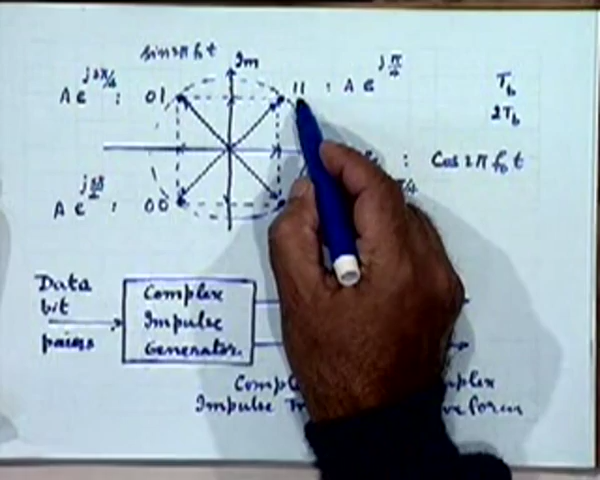 sin 2π f₀ t
Im
A e^{j3π/4} : 01
11 : A e^{jπ/4}
T_b
2T_b
: Cos 2π f₀ t
A e^{j5π/4} : 00
π/4
Data
bit
pairs
Complex
Impulse
Generator.
Impulse